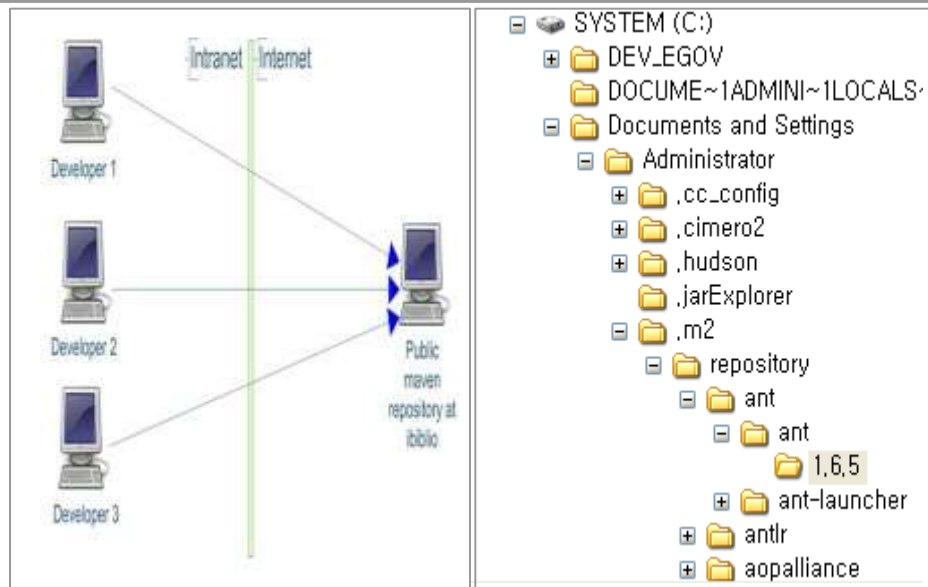 Intranet
Internet
Developer 1
Developer 2
Developer 3
Public
maven
repository at
ibiblio
SYSTEM (C:)
DEV_EGOV
DOCUME~1ADMINI~1LOCALS~
Documents and Settings
Administrator
.cc_config
.cimero2
.hudson
.jarExplorer
.m2
repository
ant
ant
1.6.5
ant-launcher
antlr
aopalliance